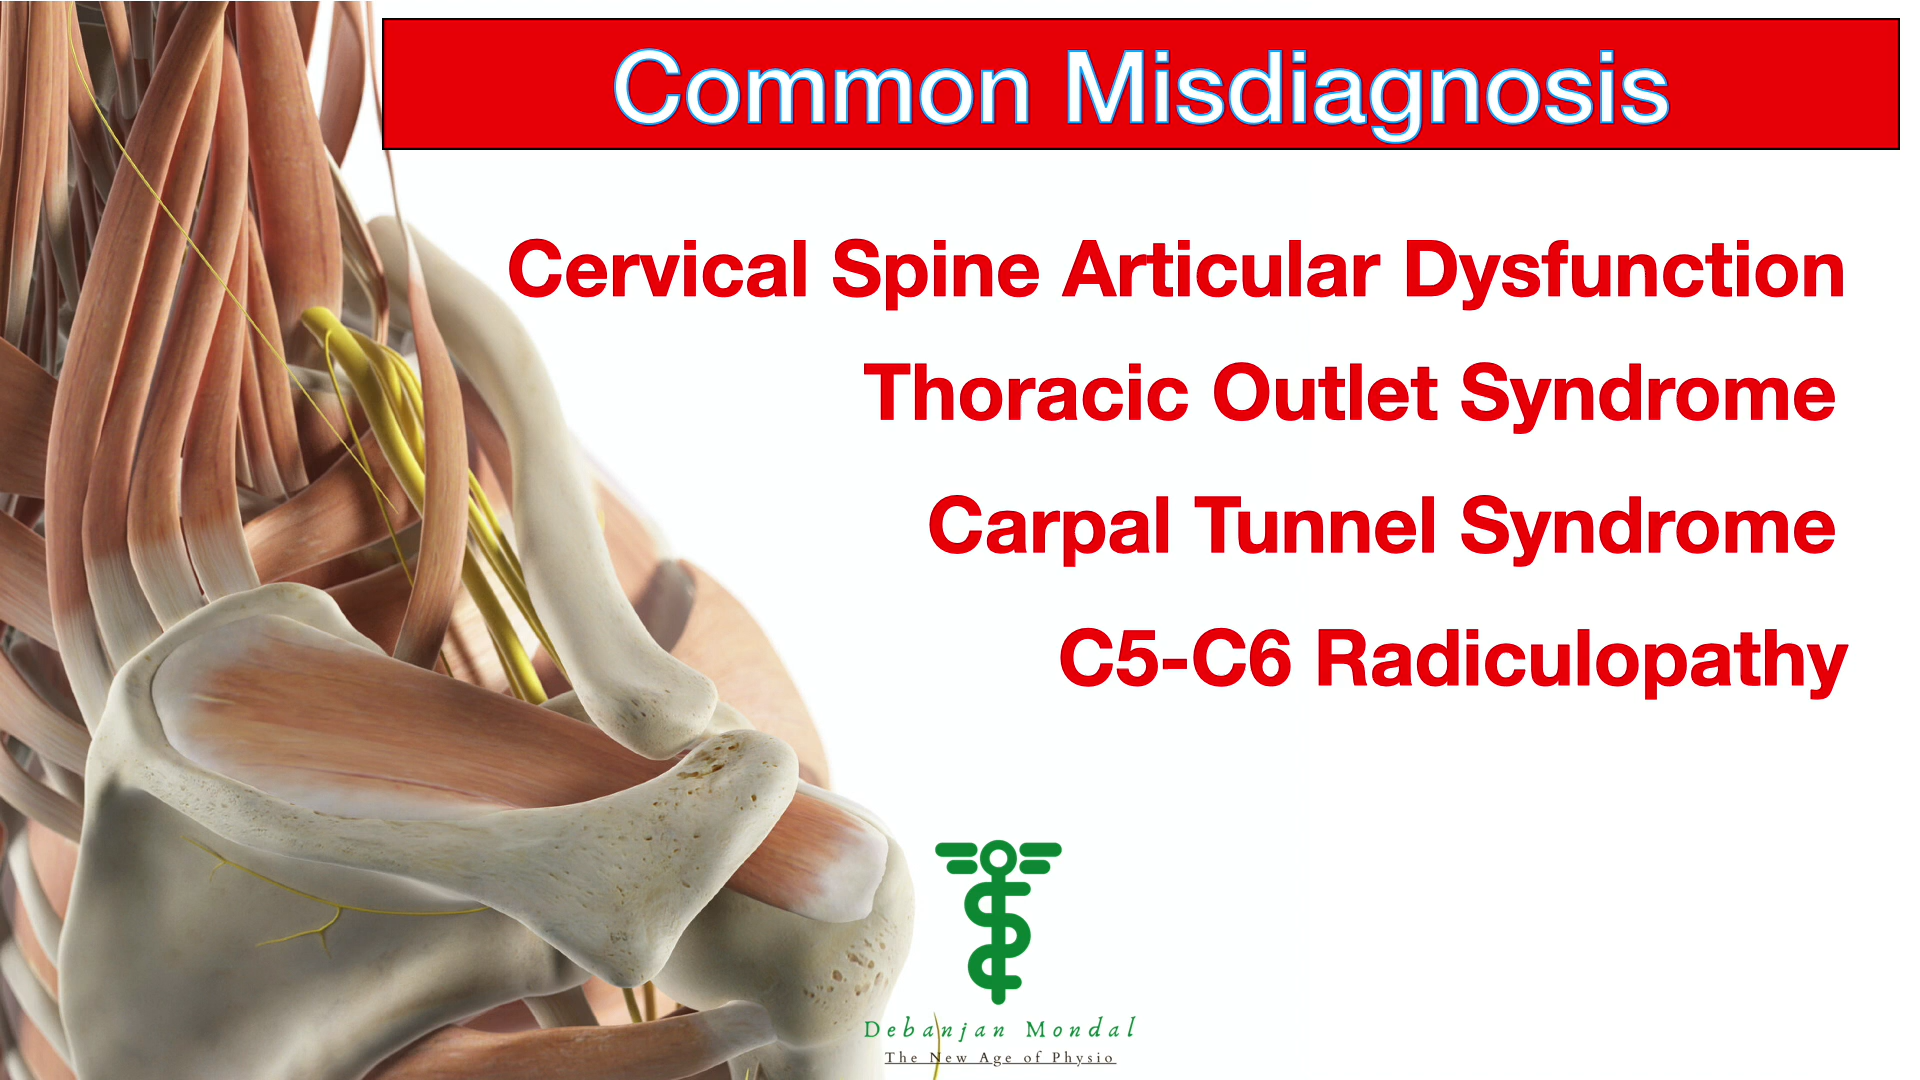 Common Misdiagnosis
Cervical Spine Articular Dysfunction
Thoracic Outlet Syndrome
Carpal Tunnel Syndrome
C5-C6 Radiculopathy
Debanjan Mondal
The New Age of Physio